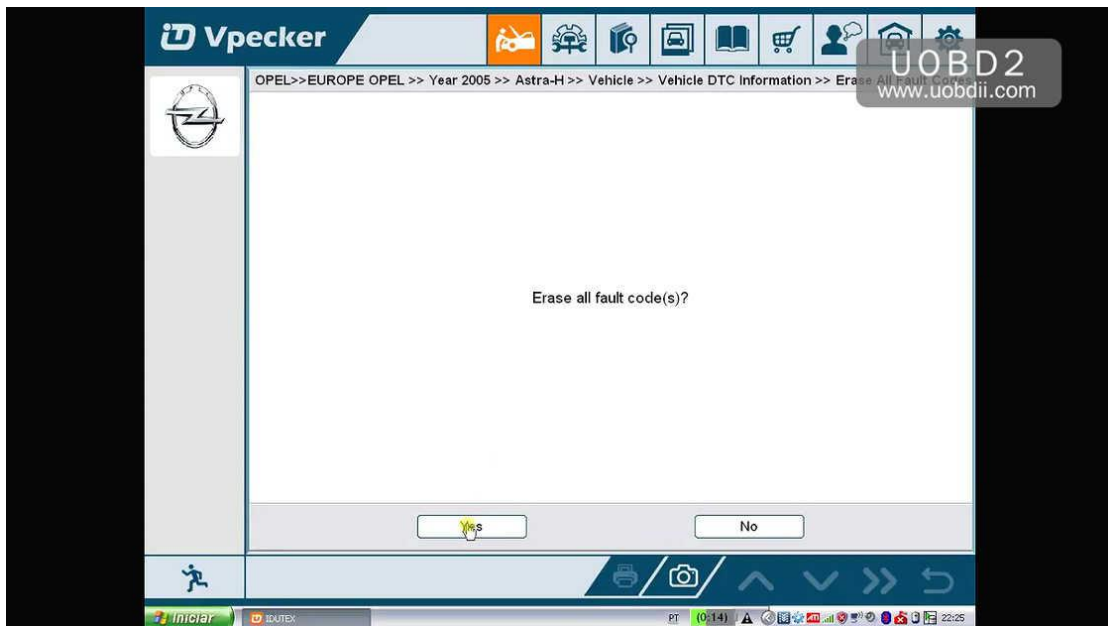 Vpecker
UOBD2
www.uobdii.com
OPEL>>EUROPE OPEL >> Year 2005 >> Astra-H >> Vehicle >> Vehicle DTC Information >> Erase All Fault Codes
OPEL
Erase all fault code(s)?
Yes
No
Iniciar
IDUTEX
PT
(0:14)
22:25